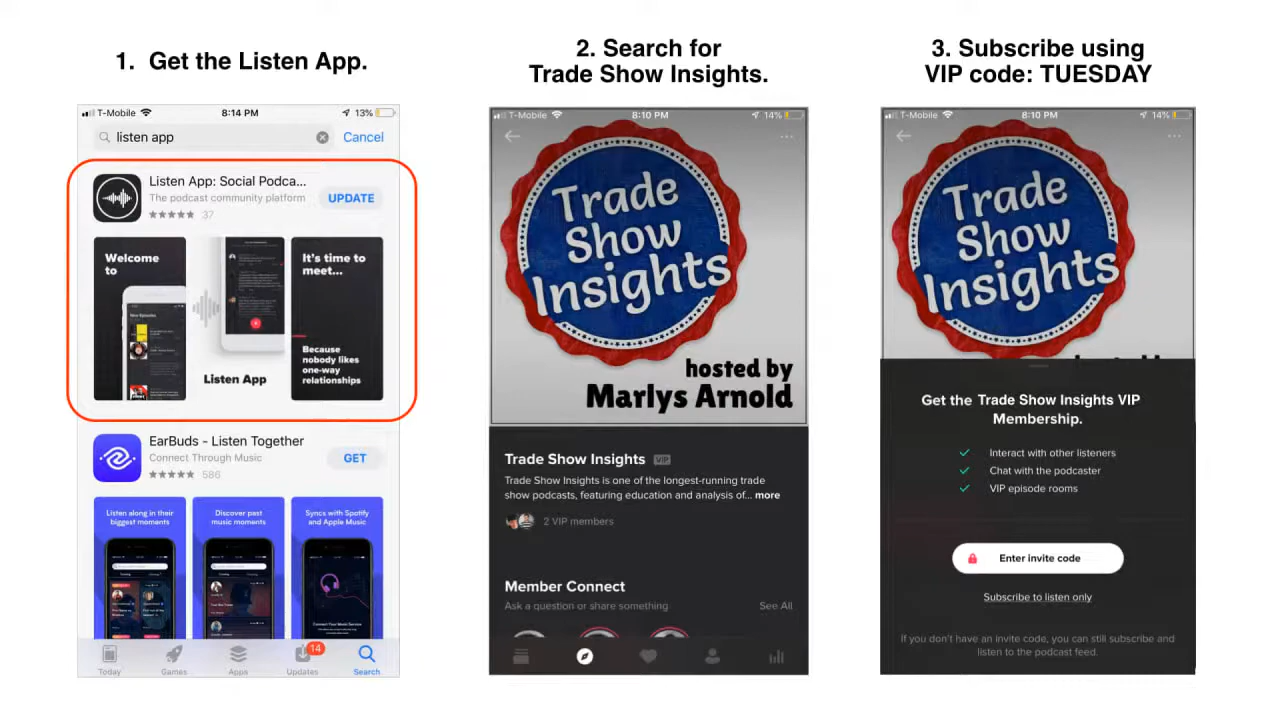 1. Get the Listen App.
T-Mobile
8:14 PM
13%
listen app
Cancel
Listen App: Social Podca...
The podcast community platform
37
UPDATE
Welcome
to
Listen App
It's time to
meet...
Because
nobody likes
one-way
relationships
EarBuds - Listen Together
Connect Through Music
586
GET
Listen along in their
biggest moments
Discover past
music moments
Syncs with Spotify
and Apple Music
Today
Games
Apps
Updates
14
Search
2. Search for
Trade Show Insights.
T-Mobile
8:10 PM
14%
Trade
Show
Insights
hosted by
Marlys Arnold
Trade Show Insights VIP
Trade Show Insights is one of the longest-running trade
show podcasts, featuring education and analysis of... more
2 VIP members
Member Connect
Ask a question or share something
See All
3. Subscribe using
VIP code: TUESDAY
T-Mobile
8:10 PM
14%
Trade
Show
Insights
Get the Trade Show Insights VIP
Membership.
Interact with other listeners
Chat with the podcaster
VIP episode rooms
Enter invite code
Subscribe to listen only
If you don't have an invite code, you can still subscribe and
listen to the podcast feed.